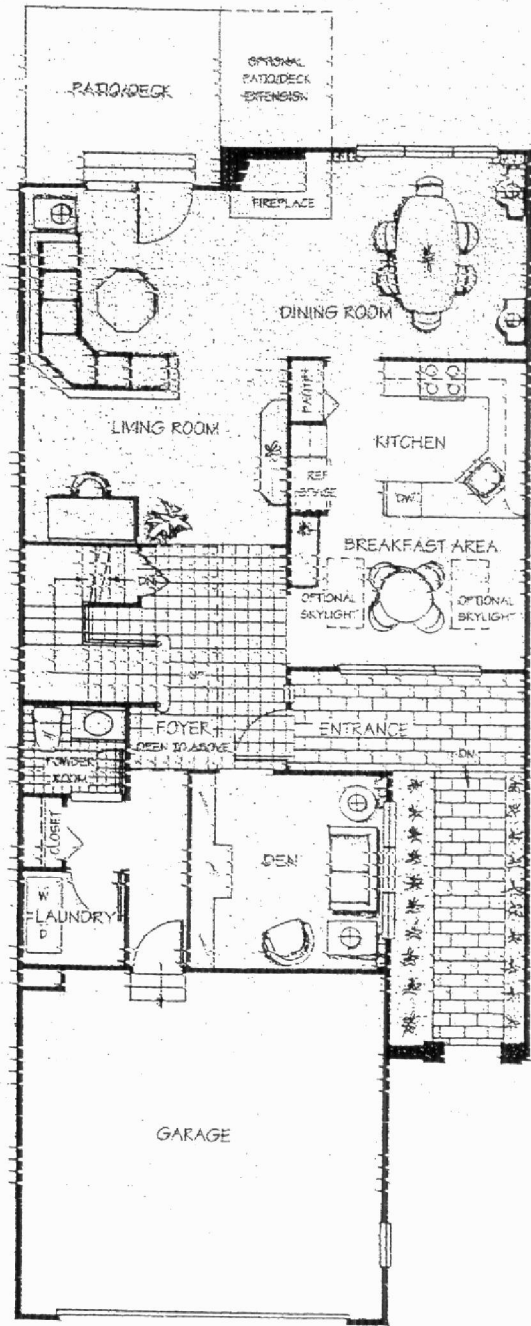 PATIO/DECK
OPTIONAL
PATIO/DECK
EXTENSION
FIREPLACE
DINING ROOM
LIVING ROOM
PANTRY
KITCHEN
REF
SPACE
DW
BREAKFAST AREA
OPTIONAL
SKYLIGHT
OPTIONAL
SKYLIGHT
DN
UP
FOYER
OPEN TO ABOVE
ENTRANCE
DN
POWDER
ROOM
CLOSET
DEN
W
LAUNDRY
D
GARAGE